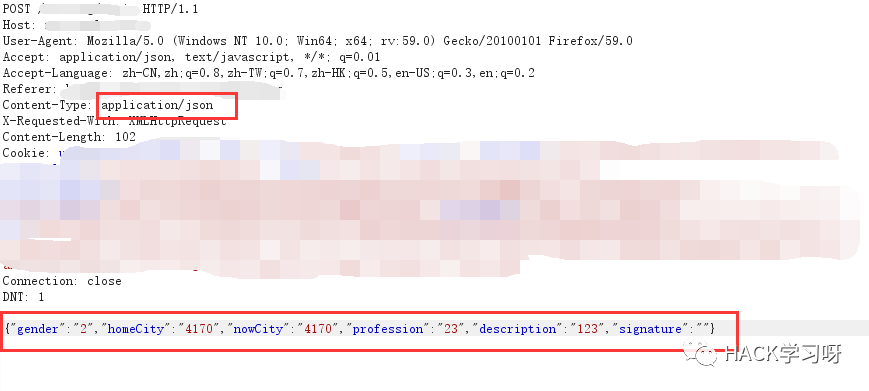 POST / HTTP/1.1
Host:
User-Agent: Mozilla/5.0 (Windows NT 10.0; Win64; x64; rv:59.0) Gecko/20100101 Firefox/59.0
Accept: application/json, text/javascript, */*; q=0.01
Accept-Language: zh-CN,zh;q=0.8,zh-TW;q=0.7,zh-HK;q=0.5,en-US;q=0.3,en;q=0.2
Referer:
Content-Type: application/json
X-Requested-With: XMLHttpRequest
Content-Length: 102
Cookie:
Connection: close
DNT: 1
{"gender":"2","homeCity":"4170","nowCity":"4170","profession":"23","description":"123","signature":""}
HACK学习呀